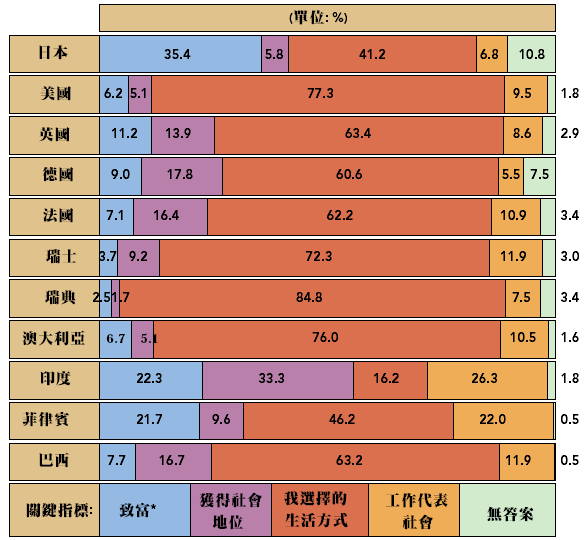 (單位: %)
日本 35.4 5.8 41.2 6.8 10.8
美國 6.2 5.1 77.3 9.5 1.8
英國 11.2 13.9 63.4 8.6 2.9
德國 9.0 17.8 60.6 5.5 7.5
法國 7.1 16.4 62.2 10.9 3.4
瑞士 3.7 9.2 72.3 11.9 3.0
瑞典 2.5 1.7 84.8 7.5 3.4
澳大利亞 6.7 5.1 76.0 10.5 1.6
印度 22.3 33.3 16.2 26.3 1.8
菲律賓 21.7 9.6 46.2 22.0 0.5
巴西 7.7 16.7 63.2 11.9 0.5
關鍵指標: 致富*
獲得社會
地位
我選擇的
生活方式
工作代表
社會
無答案